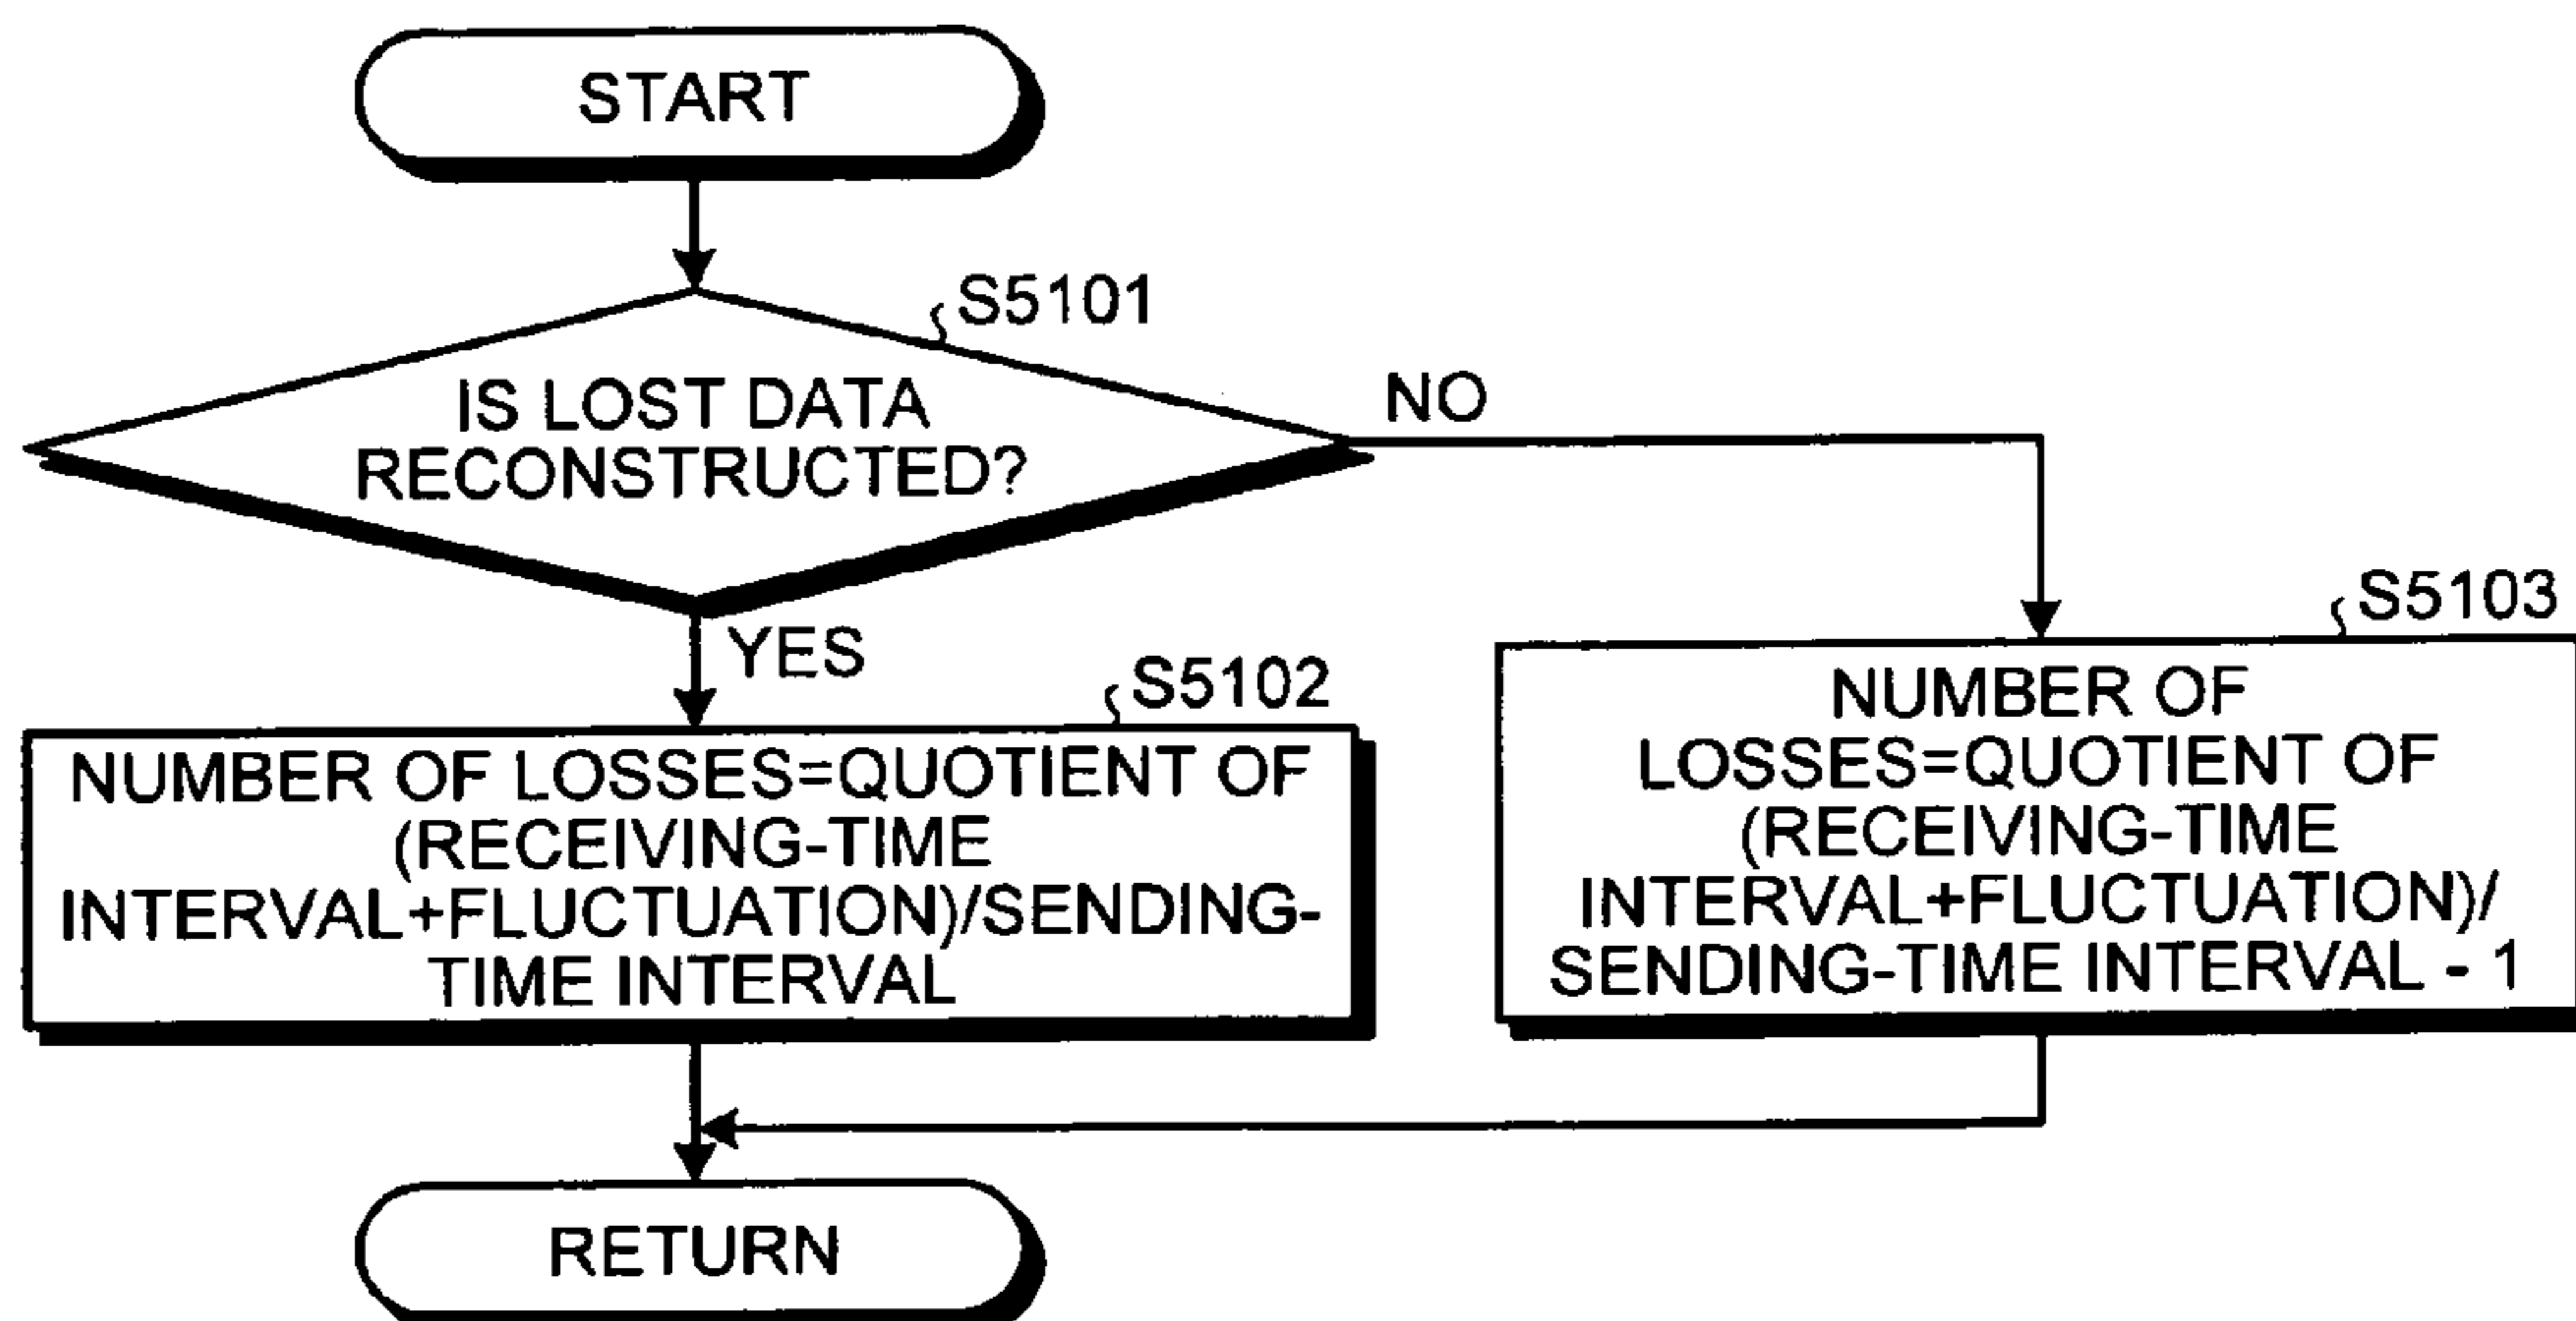 START
S5101
IS LOST DATA
RECONSTRUCTED?
NO
YES
S5102
NUMBER OF LOSSES=QUOTIENT OF
(RECEIVING-TIME
INTERVAL+FLUCTUATION)/SENDING-
TIME INTERVAL
S5103
NUMBER OF
LOSSES=QUOTIENT OF
(RECEIVING-TIME
INTERVAL+FLUCTUATION)/
SENDING-TIME INTERVAL - 1
RETURN